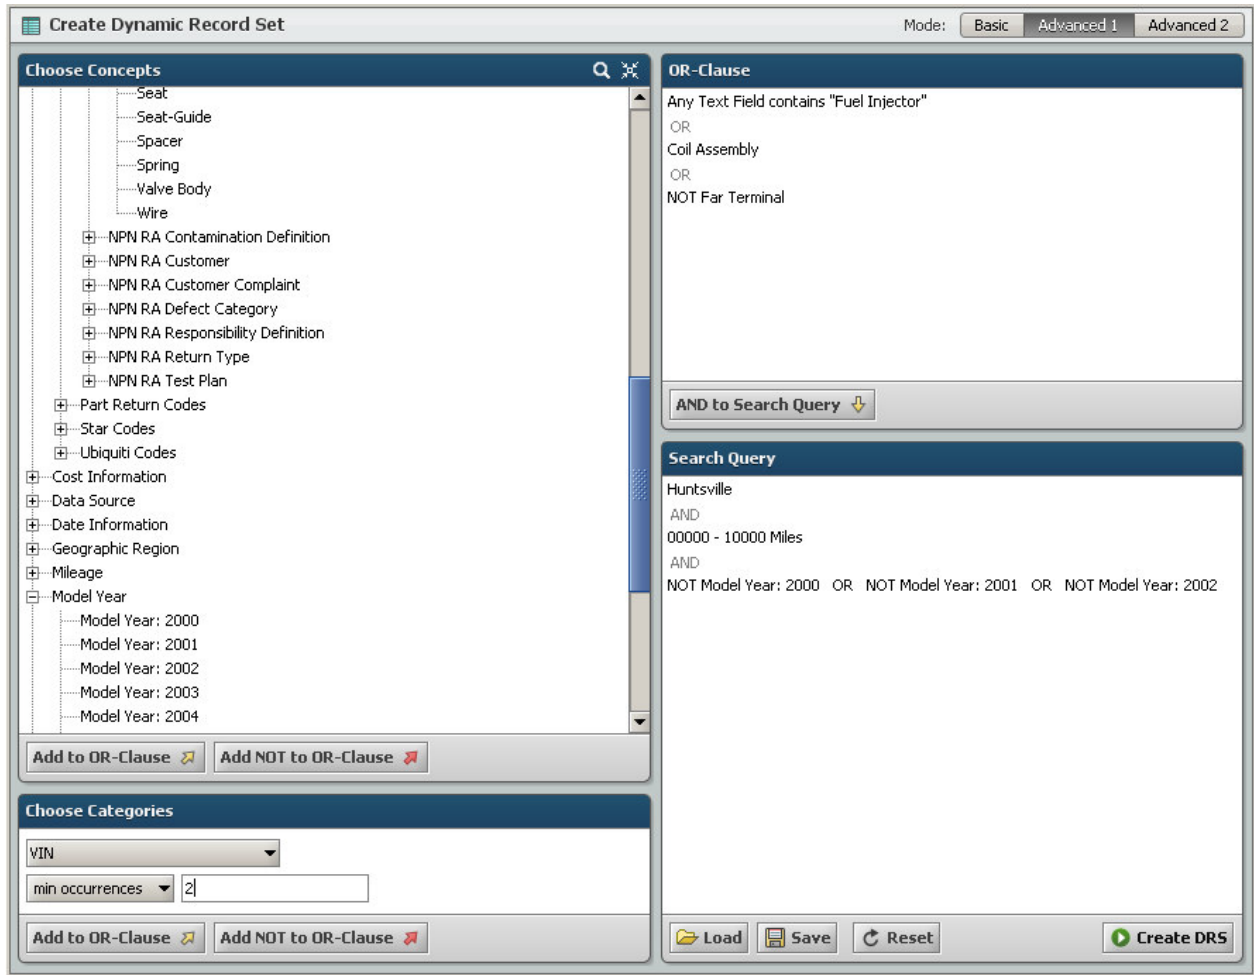 Create Dynamic Record Set
Mode: Basic Advanced 1 Advanced 2
Choose Concepts
Seat
Seat-Guide
Spacer
Spring
Valve Body
Wire
NPN RA Contamination Definition
NPN RA Customer
NPN RA Customer Complaint
NPN RA Defect Category
NPN RA Responsibility Definition
NPN RA Return Type
NPN RA Test Plan
Part Return Codes
Star Codes
Ubiquiti Codes
Cost Information
Data Source
Date Information
Geographic Region
Mileage
Model Year
Model Year: 2000
Model Year: 2001
Model Year: 2002
Model Year: 2003
Model Year: 2004
Add to OR-Clause Add NOT to OR-Clause
Choose Categories
VIN
min occurrences 2
Add to OR-Clause Add NOT to OR-Clause
OR-Clause
Any Text Field contains "Fuel Injector"
OR
Coil Assembly
OR
NOT Far Terminal
AND to Search Query
Search Query
Huntsville
AND
00000 - 10000 Miles
AND
NOT Model Year: 2000 OR NOT Model Year: 2001 OR NOT Model Year: 2002
Load Save Reset Create DRS